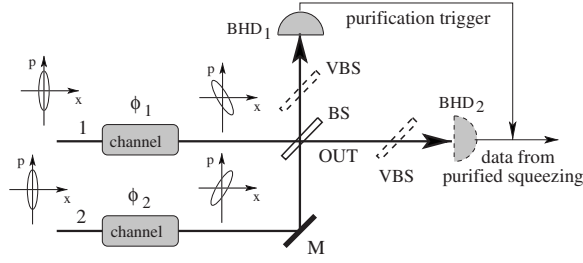 BHD1
purification trigger
p
x
ϕ1
p
x
VBS
BS
BHD2
1
channel
OUT
VBS
data from
purified squeezing
p
x
ϕ2
p
x
2
channel
M